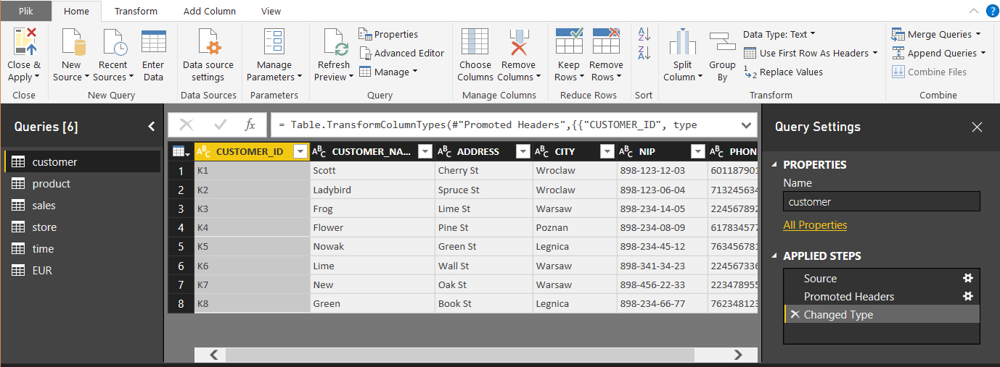 Plik Home Transform Add Column View
Close & Apply New Source Recent Sources Enter Data Data source settings Manage Parameters Refresh Preview Properties Advanced Editor Manage Choose Columns Remove Columns Keep Rows Remove Rows Split Column Group By Data Type: Text Use First Row As Headers Replace Values Merge Queries Append Queries Combine Files
Close New Query Data Sources Parameters Query Manage Columns Reduce Rows Sort Transform Combine
Queries [6]
customer
product
sales
store
time
EUR
= Table.TransformColumnTypes(#"Promoted Headers",{{"CUSTOMER_ID", type
CUSTOMER_ID CUSTOMER_NA... ADDRESS CITY NIP PHON
1 K1 Scott Cherry St Wroclaw 898-123-12-03 601187901
2 K2 Ladybird Spruce St Wroclaw 898-123-06-04 713245634
3 K3 Frog Lime St Warsaw 898-234-14-05 224567892
4 K4 Flower Pine St Poznan 898-234-08-09 617834577
5 K5 Nowak Green St Legnica 898-234-45-12 763456781
6 K6 Lime Wall St Warsaw 898-341-34-23 224567336
7 K7 New Oak St Warsaw 898-456-22-33 223478955
8 K8 Green Book St Legnica 898-234-66-77 762348123
Query Settings
PROPERTIES
Name
customer
All Properties
APPLIED STEPS
Source
Promoted Headers
Changed Type